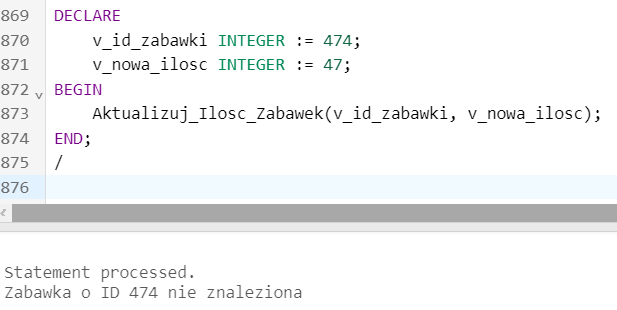 869 DECLARE
870     v_id_zabawki INTEGER := 474;
871     v_nowa_ilosc INTEGER := 47;
872 BEGIN
873     Aktualizuj_Ilosc_Zabawek(v_id_zabawki, v_nowa_ilosc);
874 END;
875 /
876
Statement processed.
Zabawka o ID 474 nie znaleziona